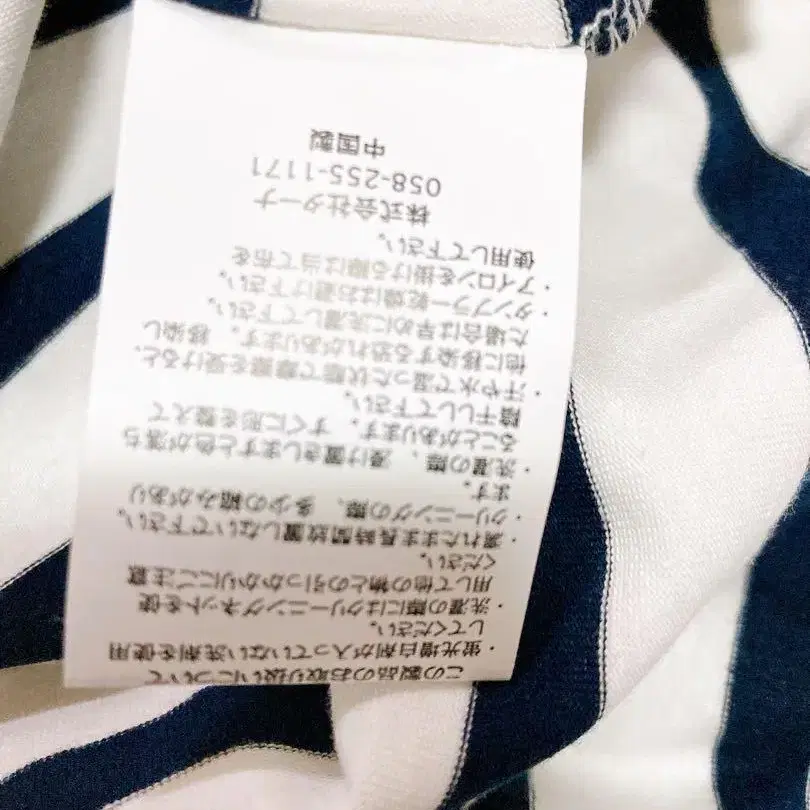 この製品のお取り扱いについて
・蛍光増白剤が入っていない洗剤を使用
してください。
・洗濯の際にはクリーニングネットを使
用して他の物との引っかかりにご注意
ください。
・濡れたまま長時間放置しないで下さい。
・クリーニングの際、多少の縮みがあり
ます。
・洗濯の際、浸け置きしますと色が落ち
ることがあります。すぐに形を整えて
陰干しして下さい。
・汗や水で湿った状態で摩擦を受けると、
他に移染する恐れがあります。移染し
た場合は早めに洗濯して下さい。
・タンブラー乾燥はお避け下さい。
・アイロンを掛ける際は当て布を
使用して下さい。
株式会社ターナ
058-255-1171
中国製